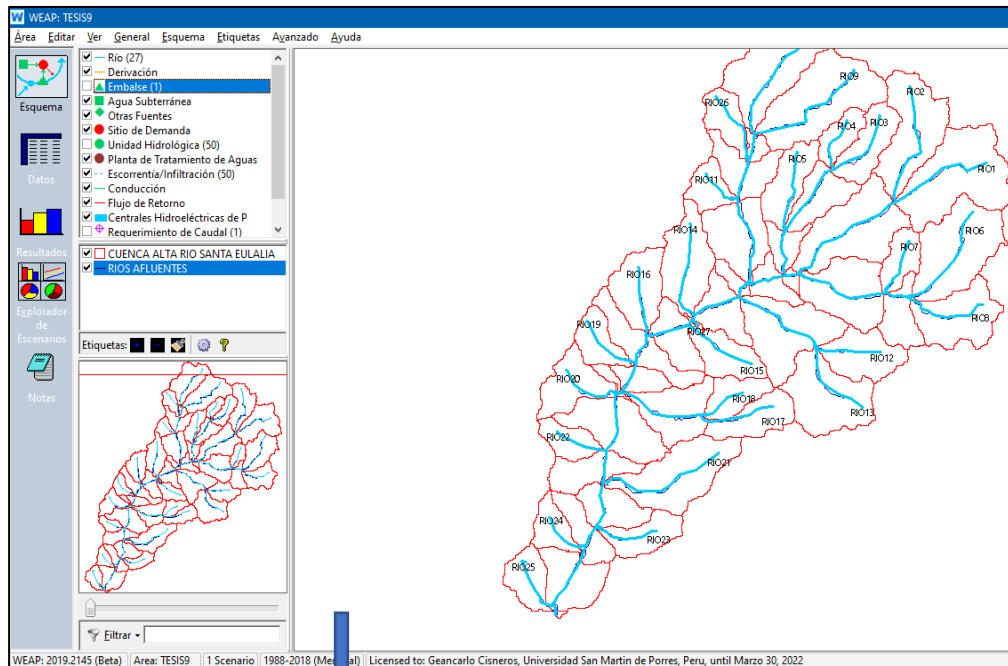 WEAP: TESIS9
Área Editar Ver General Esquema Etiquetas Avanzado Ayuda
Esquema
Datos
Resultados
Explorador
de
Escenarios
Notas
Río (27)
Derivación
Embalse (1)
Agua Subterránea
Otras Fuentes
Sitio de Demanda
Unidad Hidrológica (50)
Planta de Tratamiento de Aguas
Escorrentía/Infiltración (50)
Conducción
Flujo de Retorno
Centrales Hidroeléctricas de P
Requerimiento de Caudal (1)
CUENCA ALTA RIO SANTA EULALIA
RIOS AFLUENTES
Etiquetas:
Filtrar
RIO9
RIO2
RIO26
RIO4
RIO3
RIO5
RIO1
RIO11
RIO14
RIO6
RIO7
RIO16
RIO8
RIO19
RIO27
RIO12
RIO15
RIO20
RIO18
RIO13
RIO17
RIO22
RIO21
RIO24
RIO23
RIO25
WEAP: 2019.2145 (Beta) Area: TESIS9 1 Scenario 1988-2018 Licensed to: Geancarlo Cisneros, Universidad San Martin de Porres, Peru, until Marzo 30, 2022